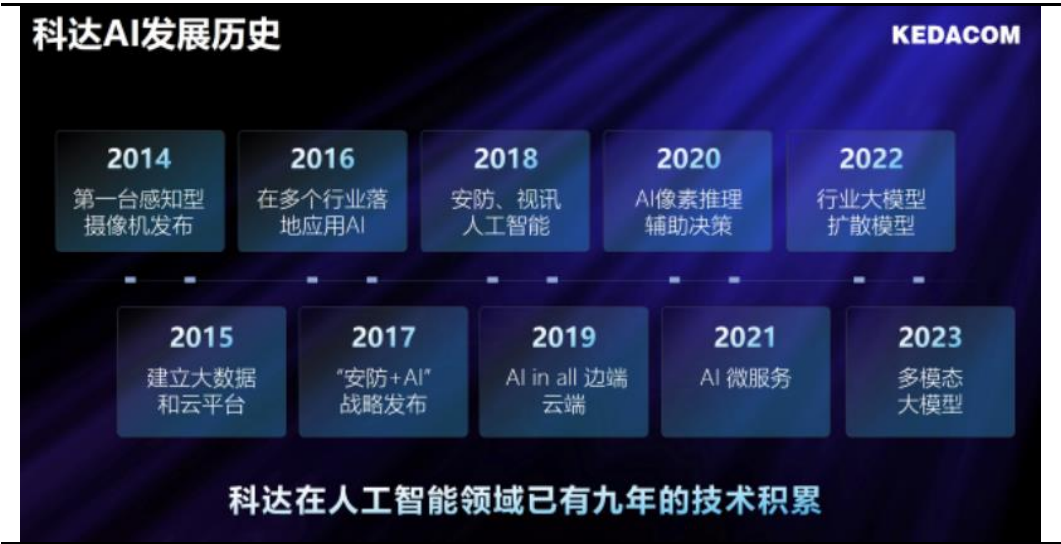 科达AI发展历史
KEDACOM
2014
第一台感知型
摄像机发布
2016
在多个行业落
地应用AI
2018
安防、视讯
人工智能
2020
AI像素推理
辅助决策
2022
行业大模型
扩散模型
2015
建立大数据
和云平台
2017
“安防+AI”
战略发布
2019
AI in all 边端
云端
2021
AI 微服务
2023
多模态
大模型
科达在人工智能领域已有九年的技术积累